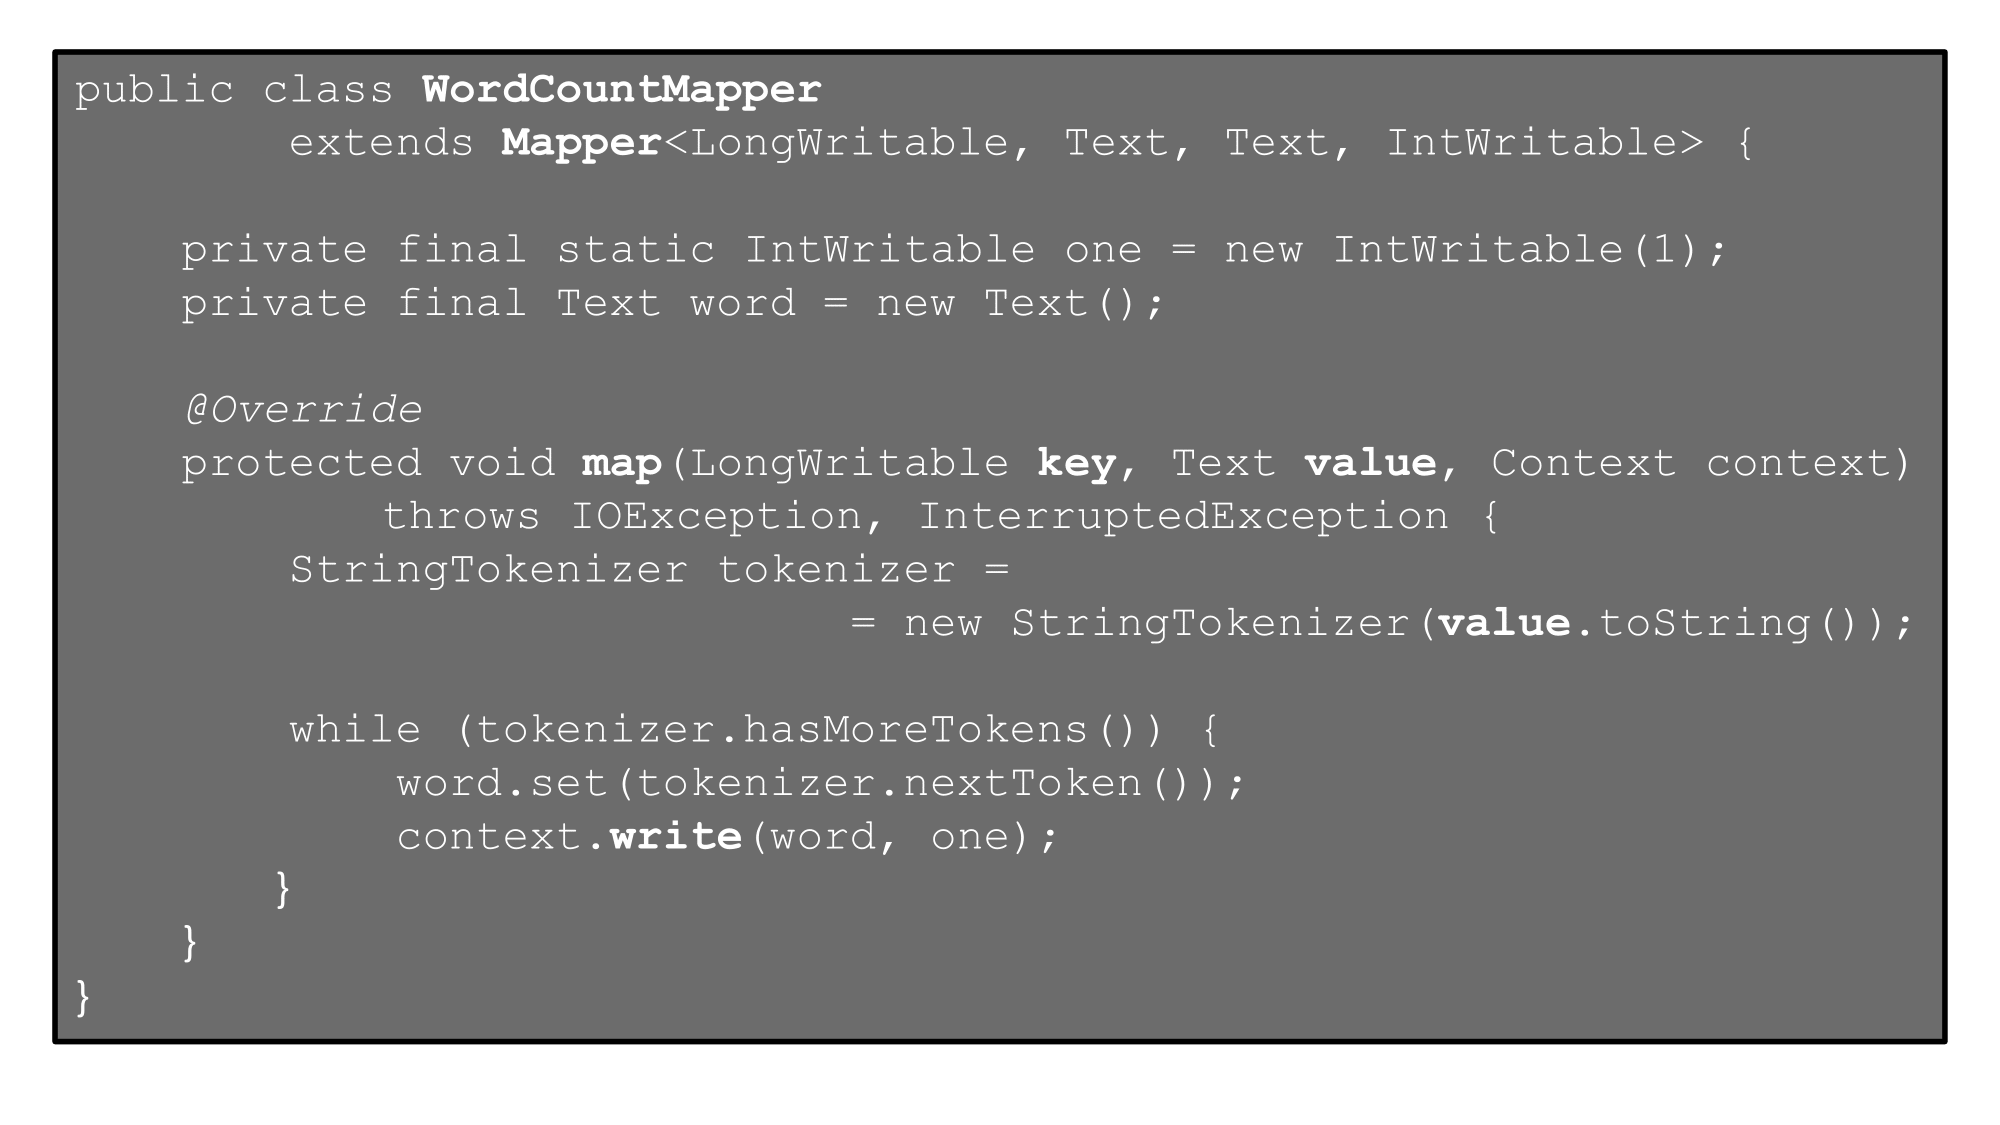 public class WordCountMapper
extends Mapper<LongWritable, Text, Text, IntWritable> {
private final static IntWritable one = new IntWritable(1);
private final Text word = new Text();
@Override
protected void map(LongWritable key, Text value, Context context)
throws IOException, InterruptedException {
StringTokenizer tokenizer =
= new StringTokenizer(value.toString());
while (tokenizer.hasMoreTokens()) {
word.set(tokenizer.nextToken());
context.write(word, one);
}
}
}